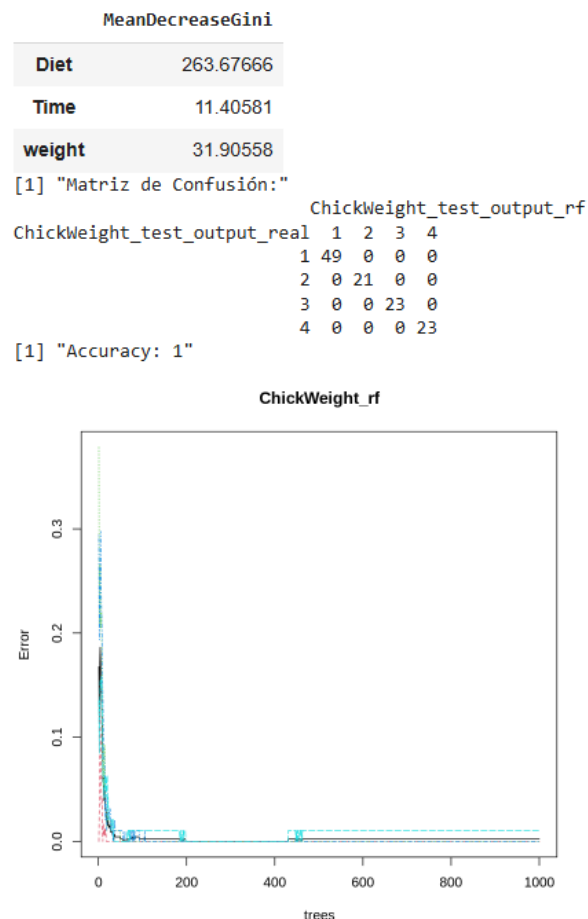 MeanDecreaseGini
Diet 263.67666
Time 11.40581
weight 31.90558
[1] "Matriz de Confusión:"
ChickWeight_test_output_rf
ChickWeight_test_output_real 1 2 3 4
1 49 0 0 0
2 0 21 0 0
3 0 0 23 0
4 0 0 0 23
[1] "Accuracy: 1"
ChickWeight_rf
0.3
0.2
Error
0.1
0.0
0 200 400 600 800 1000
trees